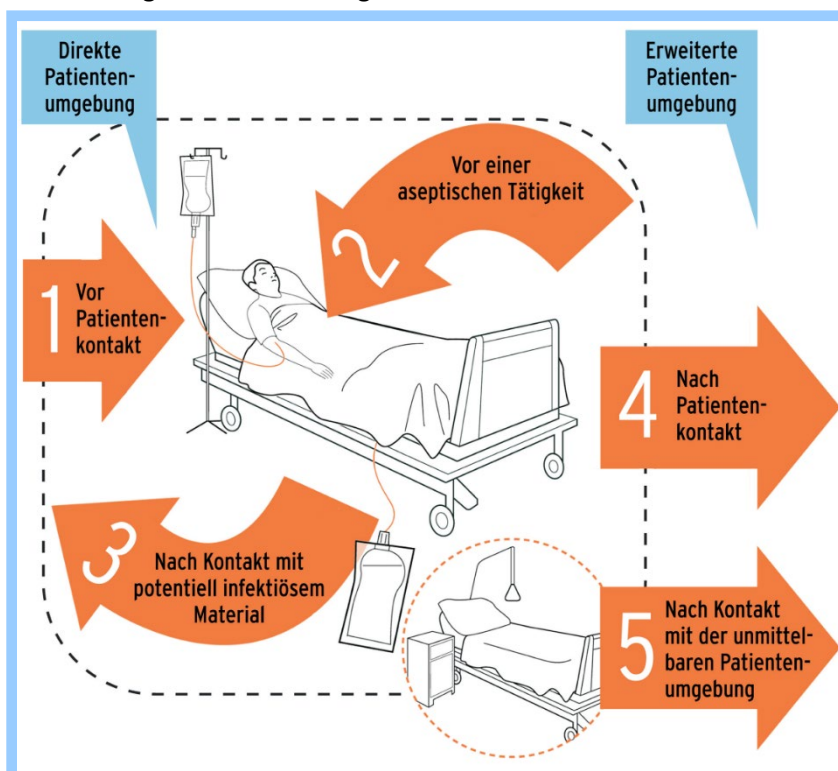 Direkte
Patienten-
umgebung
Erweiterte
Patienten-
umgebung
Vor einer
aseptischen Tätigkeit
2
1
Vor
Patienten-
kontakt
4
Nach
Patienten-
kontakt
3
Nach Kontakt mit
potentiell infektiösem
Material
5
Nach Kontakt
mit der unmittel-
baren Patienten-
umgebung